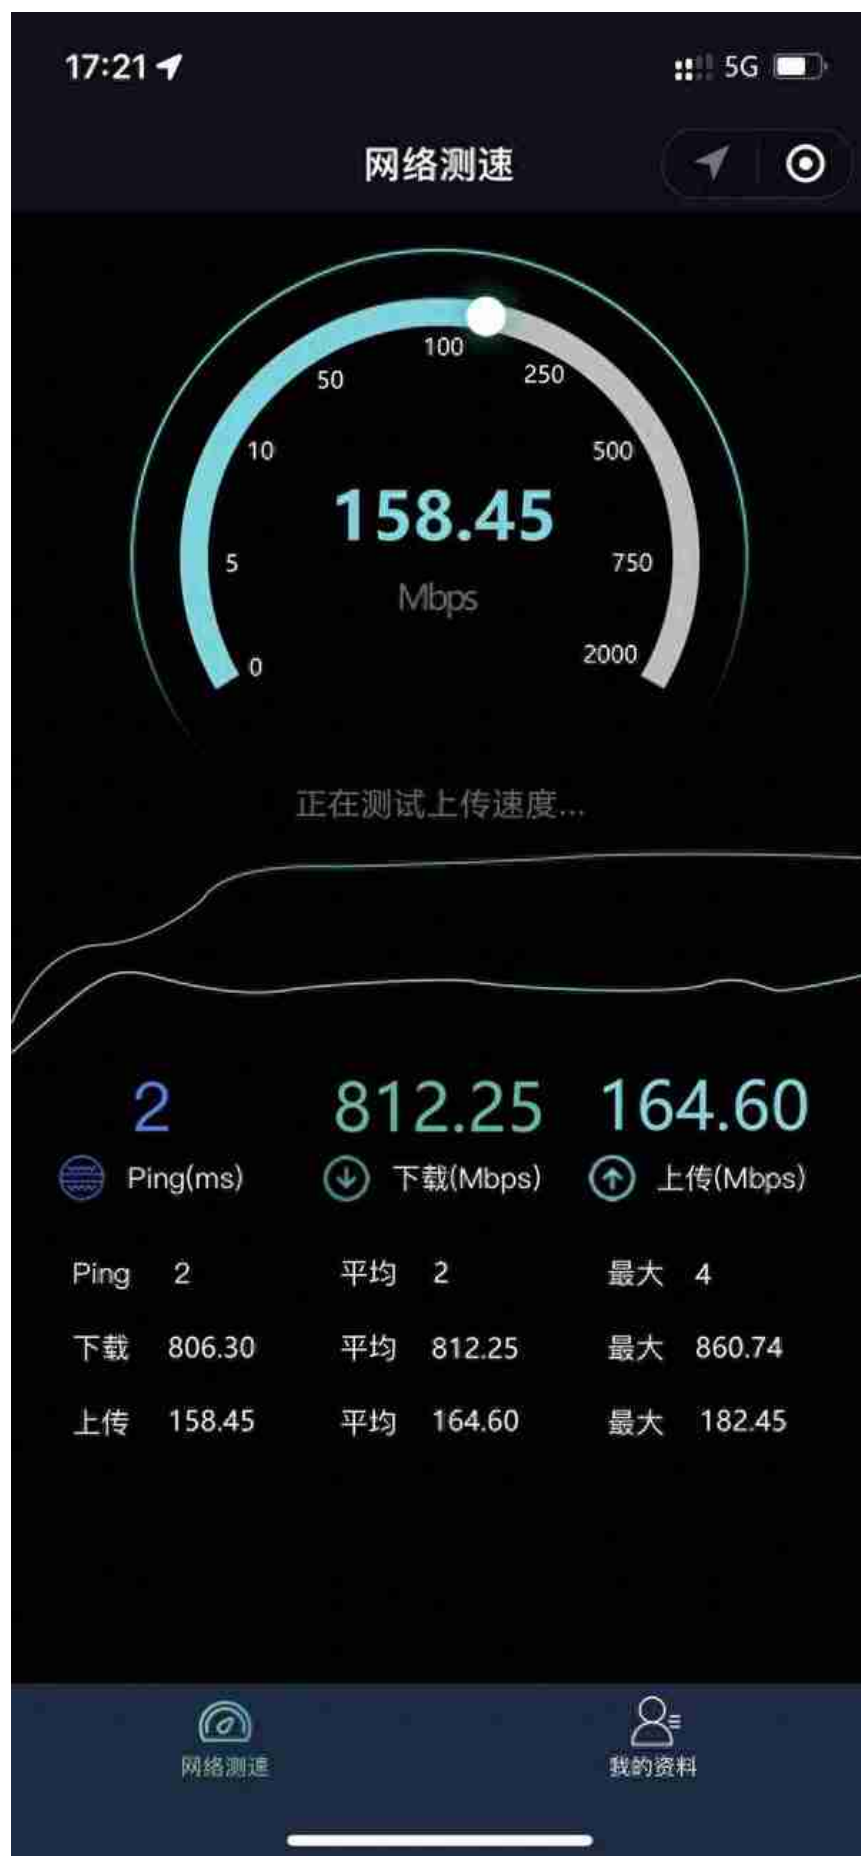 17:21 5G
网络测速
100
50 250
10 500
158.45
5 750
Mbps
0 2000
正在测试上传速度...
2 812.25 164.60
Ping(ms) 下载(Mbps) 上传(Mbps)
Ping 2 平均 2 最大 4
下载 806.30 平均 812.25 最大 860.74
上传 158.45 平均 164.60 最大 182.45
网络测速 我的资料